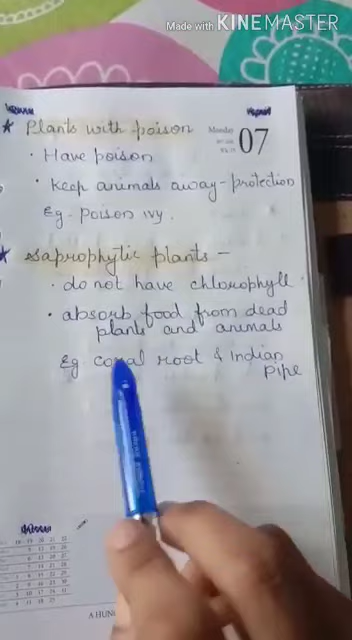 Made with KINEMASTER
★ Plants with poison
Monday
07
• Have poison
• Keep animals away-protection
Eg- Poison ivy.
★ Saprophytic plants -
• do not have chlorophyll
• absorb food from dead
plants and animals
Eg coral root & Indian
Pipe
A HUN